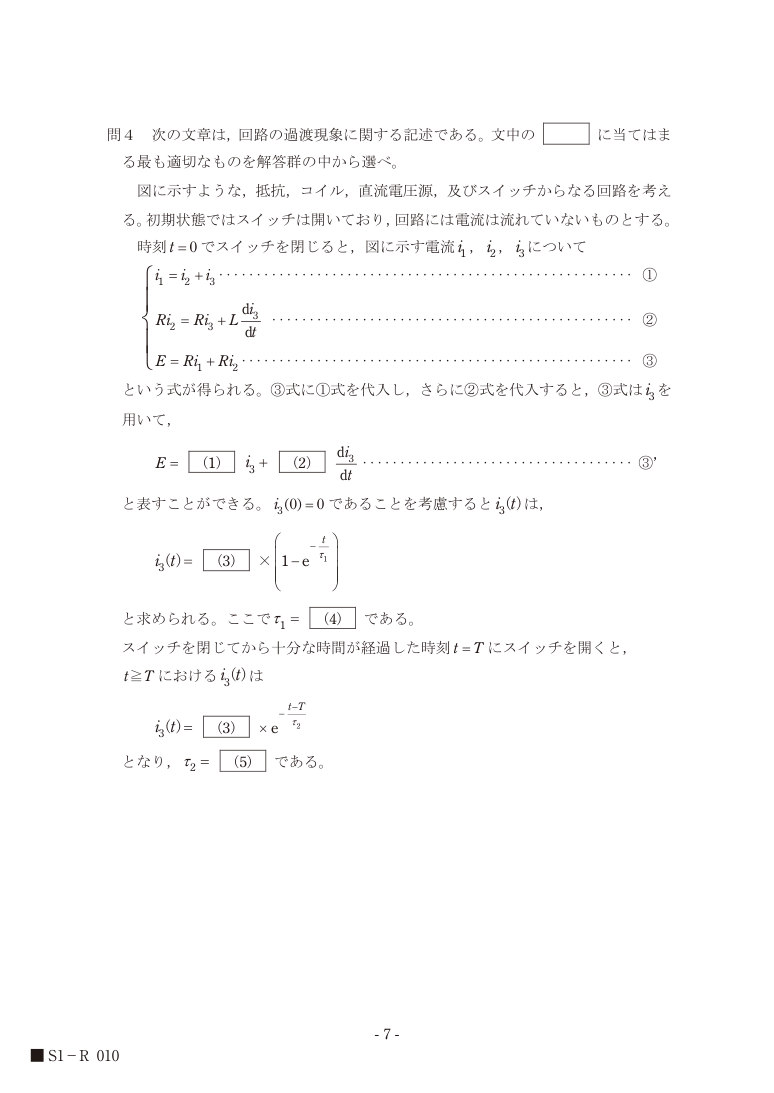 問4 次の文章は,回路の過渡現象に関する記述である。文中の に当てはま
る最も適切なものを解答群の中から選べ。
図に示すような,抵抗,コイル,直流電圧源,及びスイッチからなる回路を考え
る。初期状態ではスイッチは開いており,回路には電流は流れていないものとする。
時刻 t = 0 でスイッチを閉じると,図に示す電流 i₁, i₂, i₃ について
i₁ = i₂ + i₃ ………………………………………… ①
Ri₂ = Ri₃ + L di₃/dt ………………………………………… ②
E = Ri₁ + Ri₂ ………………………………………… ③
という式が得られる。③式に①式を代入し,さらに②式を代入すると,③式は i₃ を
用いて,
E = (1) i₃ + (2) di₃/dt ………………………………………… ③’
と表すことができる。i₃(0) = 0 であることを考慮すると i₃(t) は,
i₃(t) = (3) × (1 − e^(−t/τ₁))
と求められる。ここで τ₁ = (4) である。
スイッチを閉じてから十分な時間が経過した時刻 t = T にスイッチを開くと,
t ≧ T における i₃(t) は
i₃(t) = (3) × e^(−(t−T)/τ₂)
となり, τ₂ = (5) である。
- 7 -
■ S1−R 010